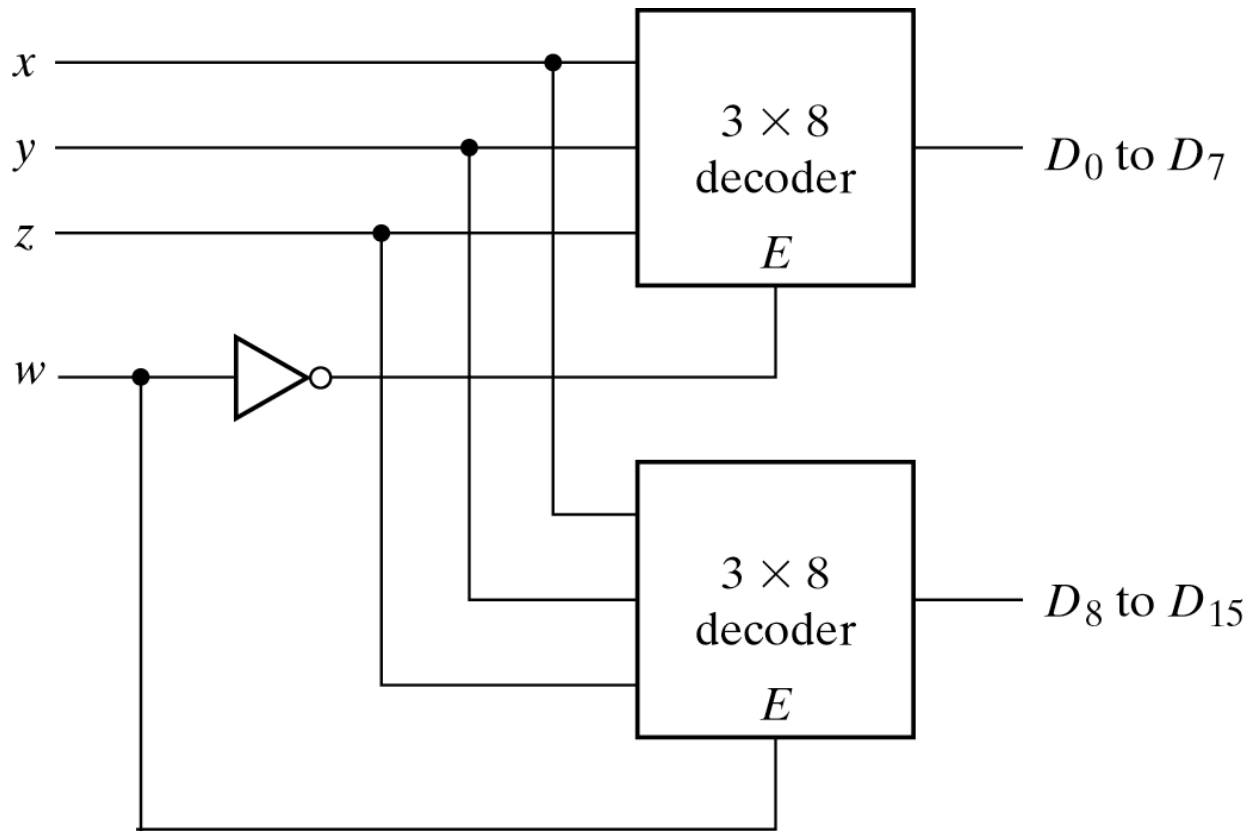 x
y
z
w
3 × 8
decoder
E
D₀ to D₇
3 × 8
decoder
E
D₈ to D₁₅